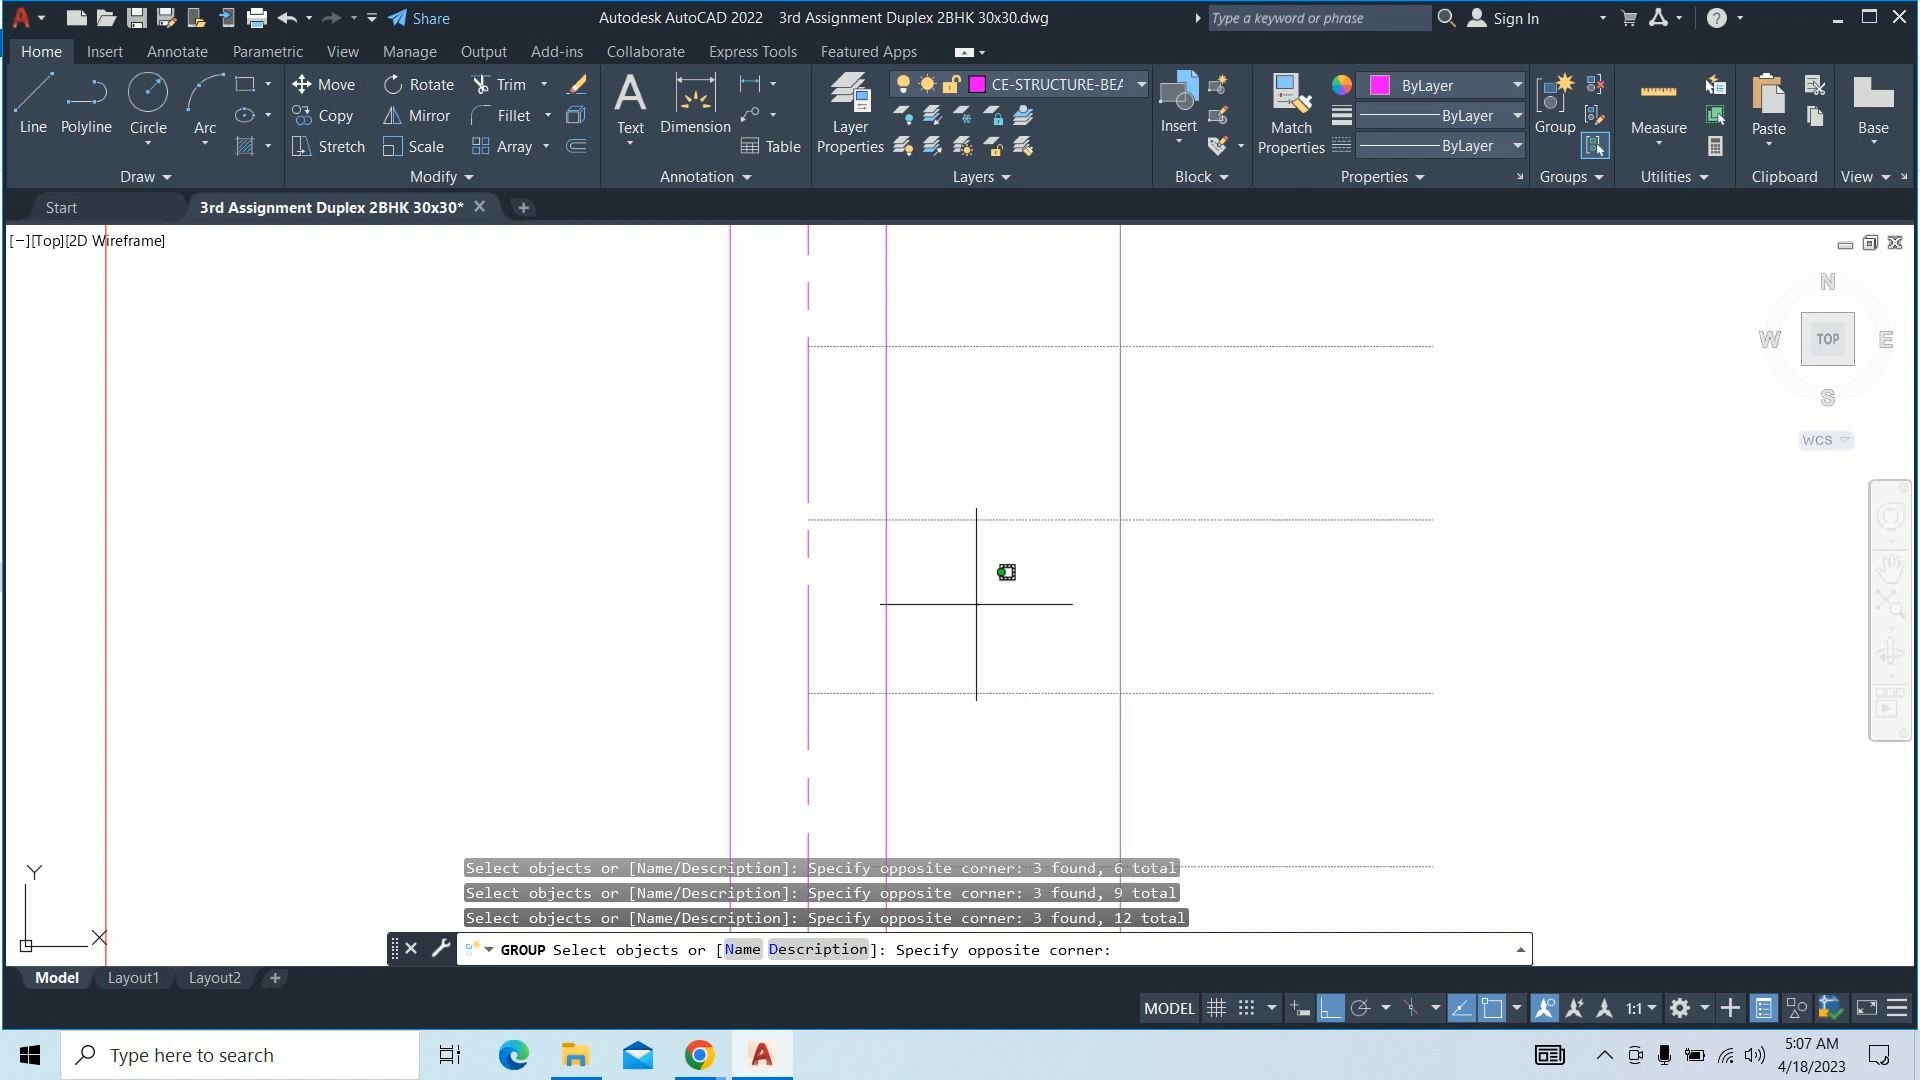 Share
Autodesk AutoCAD 2022 3rd Assignment Duplex 2BHK 30x30.dwg
Type a keyword or phrase
Sign In
Home Insert Annotate Parametric View Manage Output Add-ins Collaborate Express Tools Featured Apps
Line Polyline Circle Arc
Move Rotate Trim
Copy Mirror Fillet
Stretch Scale Array
Text Dimension
Table
Layer Properties
CE-STRUCTURE-BEA
Insert
Match Properties
ByLayer
ByLayer
ByLayer
Group
Measure
Paste
Base
Draw Modify Annotation Layers Block Properties Groups Utilities Clipboard View
Start 3rd Assignment Duplex 2BHK 30x30*
[−][Top][2D Wireframe]
N
W TOP E
S
WCS
Y
X
Select objects or [Name/Description]: Specify opposite corner: 3 found, 6 total
Select objects or [Name/Description]: Specify opposite corner: 3 found, 9 total
Select objects or [Name/Description]: Specify opposite corner: 3 found, 12 total
GROUP Select objects or [Name Description]: Specify opposite corner:
Model Layout1 Layout2
MODEL
1:1
Type here to search
5:07 AM
4/18/2023